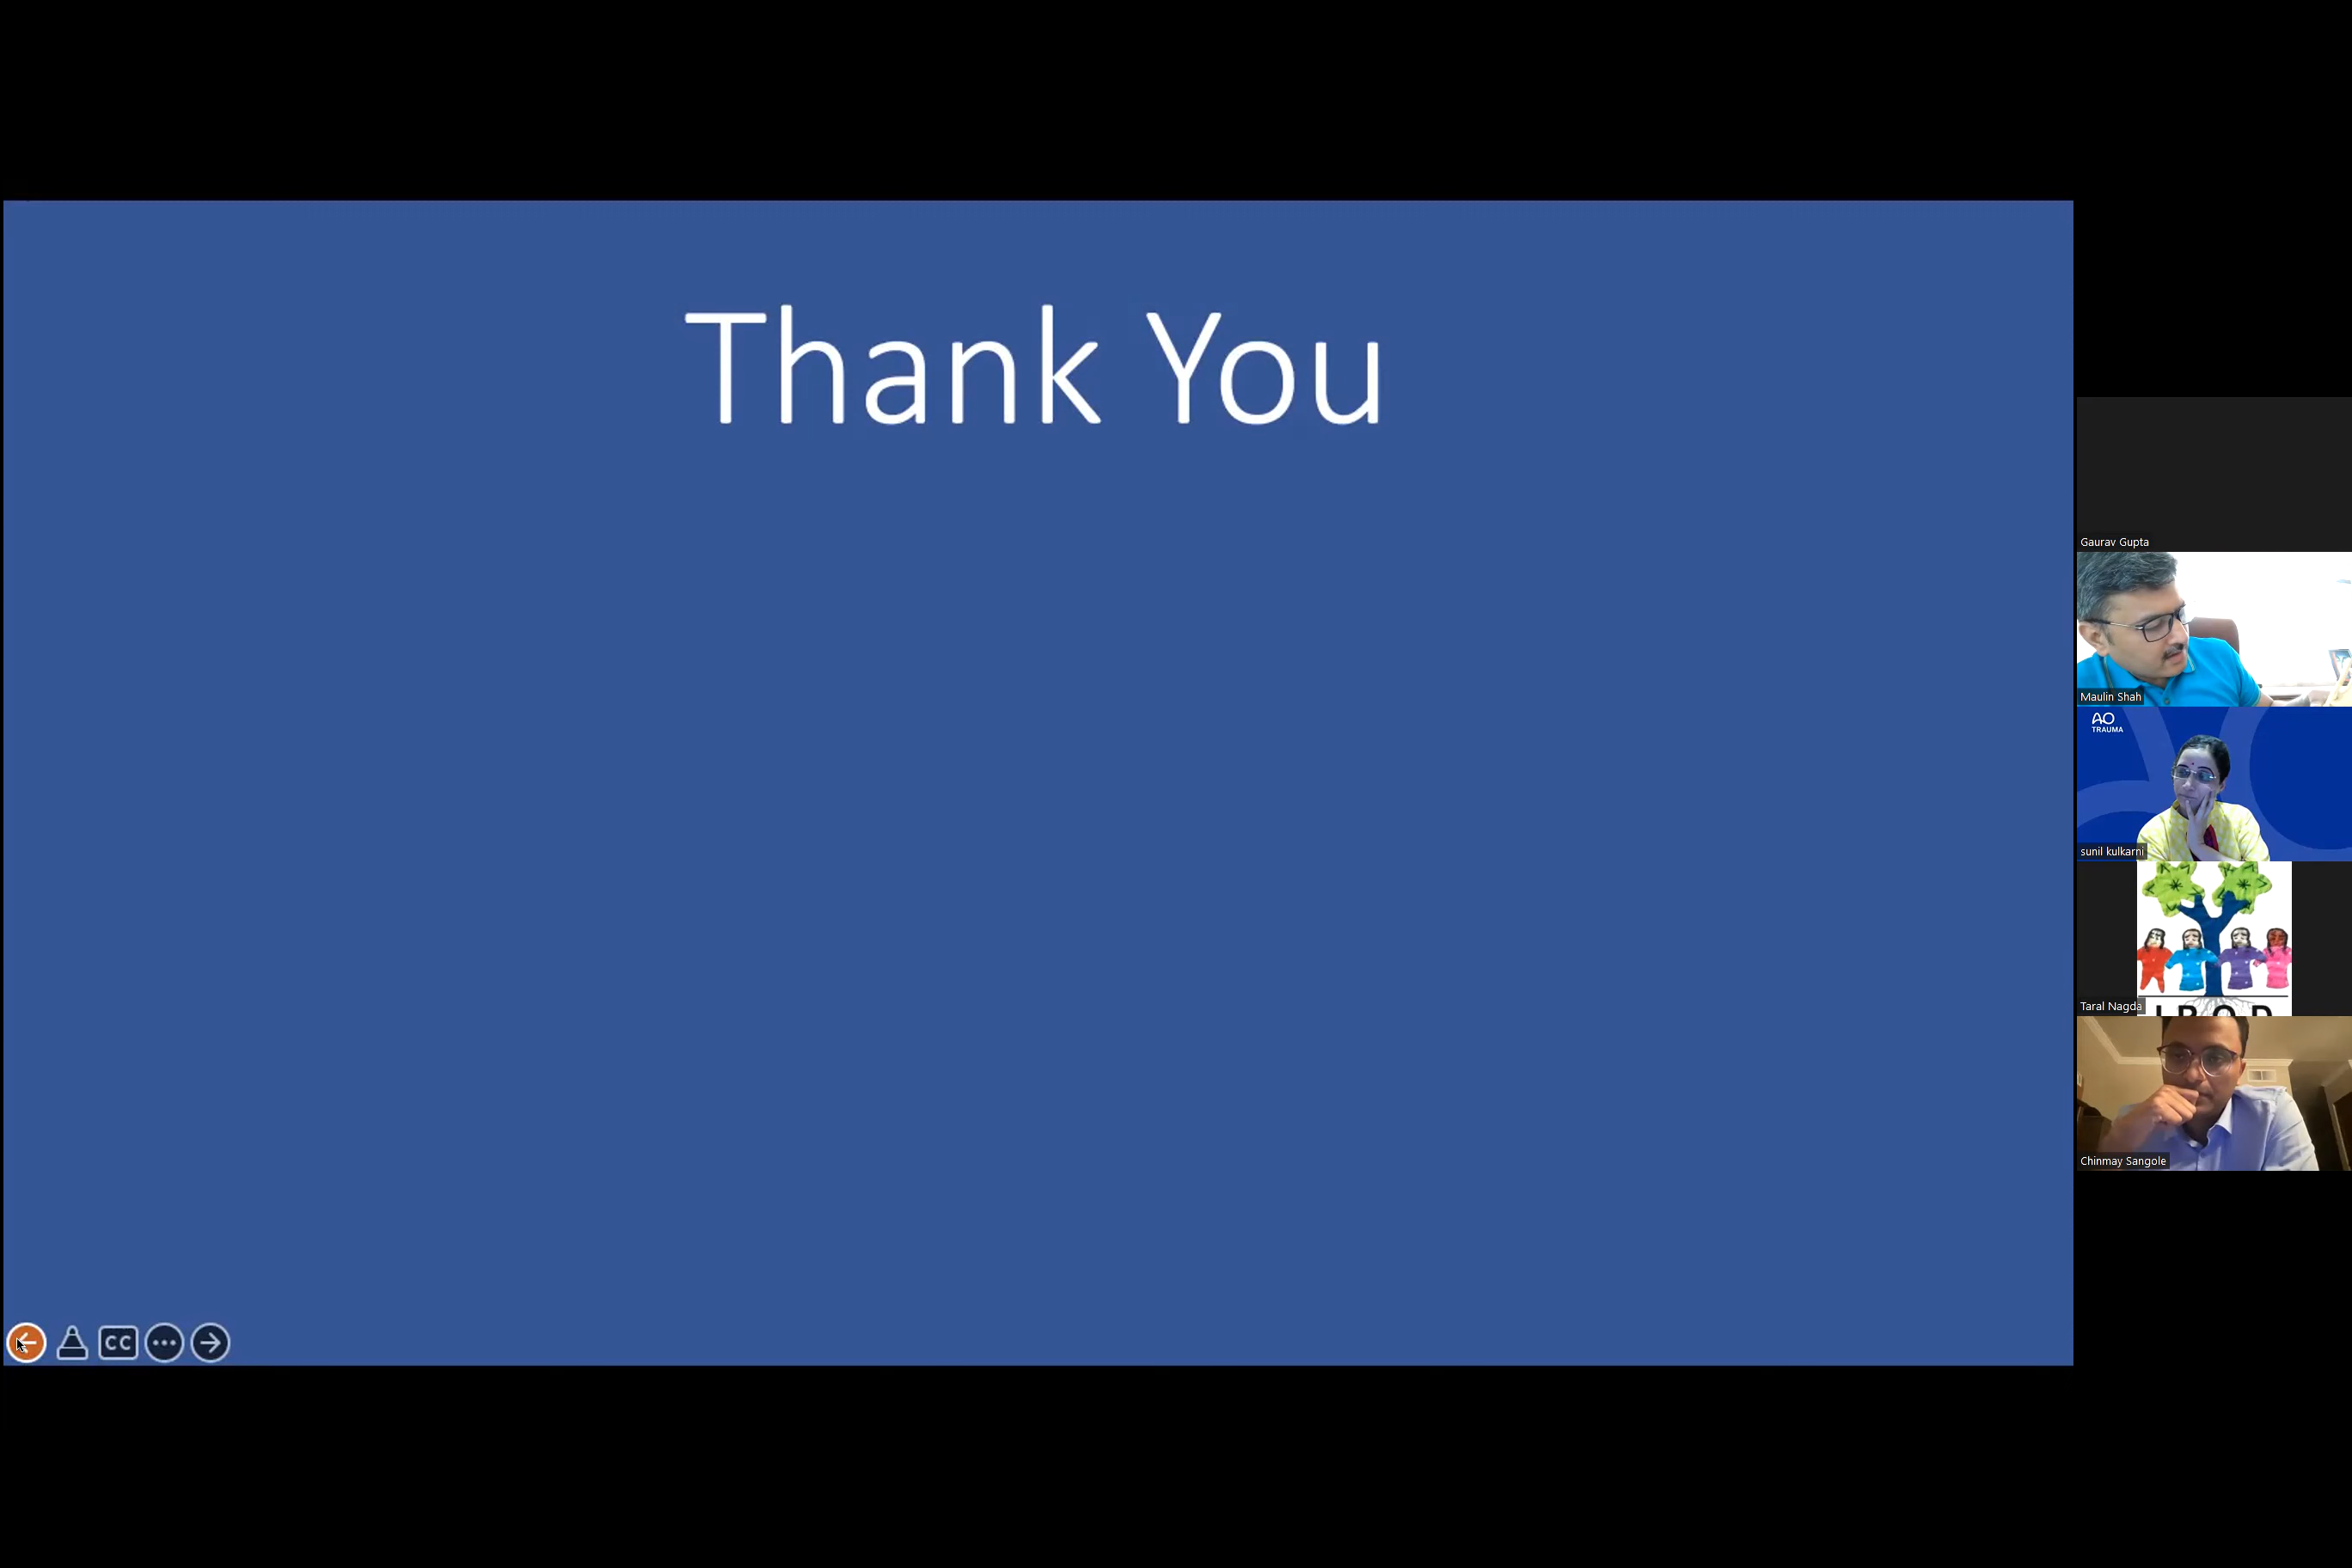 Thank You
Gaurav Gupta
Maulin Shah
AO
TRAUMA
sunil kulkarni
Taral Nagda
CC
Chinmay Sangole